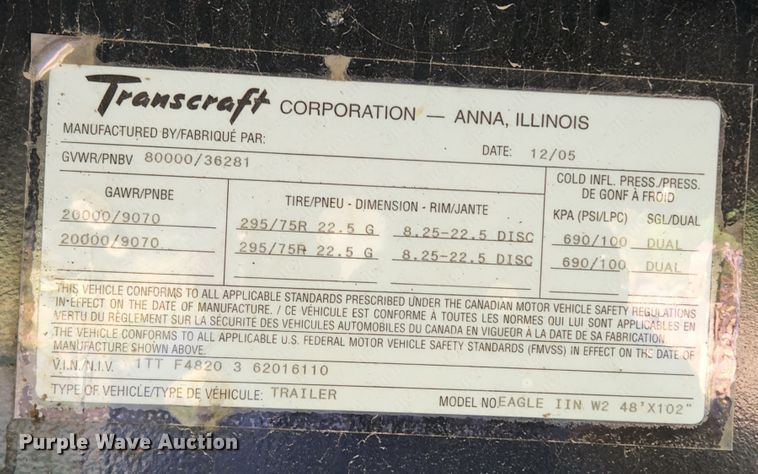 Transcraft CORPORATION — ANNA, ILLINOIS
MANUFACTURED BY/FABRIQUÉ PAR:
DATE: 12/05
GVWR/PNBV 80000/36281
GAWR/PNBE
TIRE/PNEU - DIMENSION - RIM/JANTE
COLD INFL. PRESS./PRESS.
DE GONF À FROID
KPA (PSI/LPC) SGL/DUAL
20000/9070 295/75R 22.5 G 8.25-22.5 DISC 690/100 DUAL
20000/9070 295/75R 22.5 G 8.25-22.5 DISC 690/100 DUAL
THIS VEHICLE CONFORMS TO ALL APPLICABLE STANDARDS PRESCRIBED UNDER THE CANADIAN MOTOR VEHICLE SAFETY REGULATIONS
IN-EFFECT ON THE DATE OF MANUFACTURE. / CE VÉHICULE EST CONFORME À TOUTES LES NORMES QUI LUI SONT APPLICABLES EN
VERTU DU RÈGLEMENT SUR LA SÉCURITÉ DES VÉHICULES AUTOMOBILES DU CANADA EN VIGUEUR À LA DATE DE SA FABRICATION.
THE VEHICLE CONFORMS TO ALL APPLICABLE U.S. FEDERAL MOTOR VEHICLE SAFETY STANDARDS (FMVSS) IN EFFECT ON THE DATE OF
MANUFACTURE SHOWN ABOVE.
V.I.N./N.I.V. 1TT F4820 3 62016110
TYPE OF VEHICLE/TYPE DE VÉHICULE: TRAILER
MODEL NO. EAGLE IIN W2 48'X102"
Purple Wave Auction